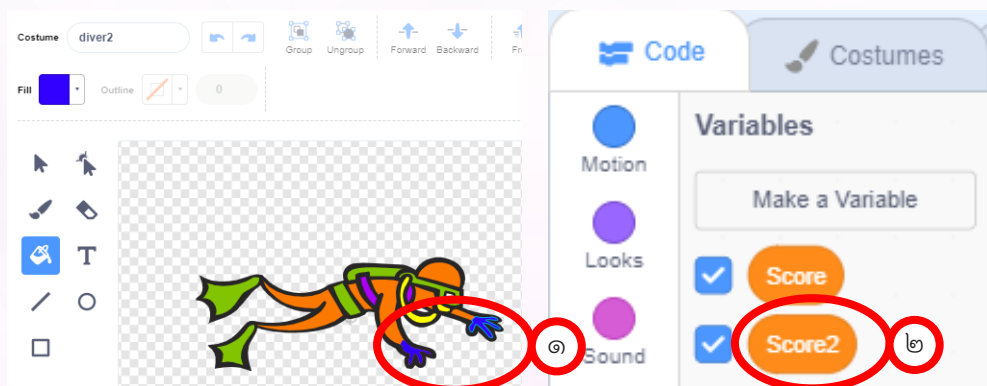 Costume diver2
Group Ungroup Forward Backward Fr
Fill Outline 0
T
Code Costumes
Motion
Looks
Sound
Variables
Make a Variable
Score
Score2
๑
๒